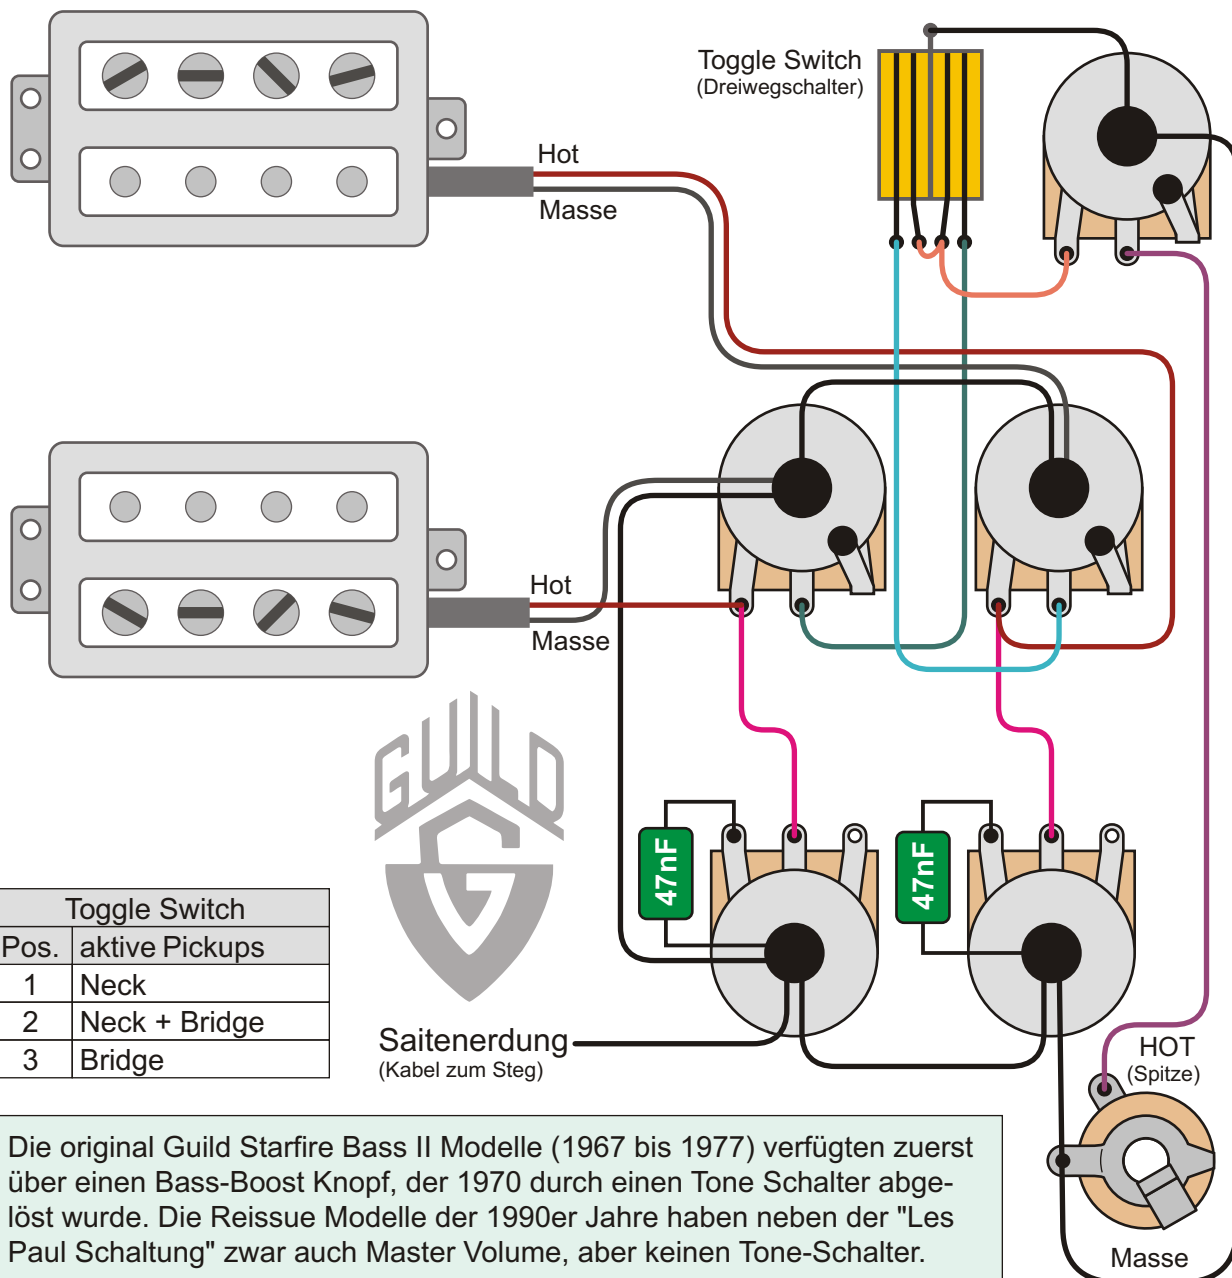 Toggle Switch
(Dreiwegschalter)
Hot
Masse
Hot
Masse
GUILD
G
47nF
47nF
Toggle Switch
Pos. aktive Pickups
1 Neck
2 Neck + Bridge
3 Bridge
Saitenerdung
(Kabel zum Steg)
HOT
(Spitze)
Masse
Die original Guild Starfire Bass II Modelle (1967 bis 1977) verfügten zuerst
über einen Bass-Boost Knopf, der 1970 durch einen Tone Schalter abge-
löst wurde. Die Reissue Modelle der 1990er Jahre haben neben der "Les
Paul Schaltung" zwar auch Master Volume, aber keinen Tone-Schalter.